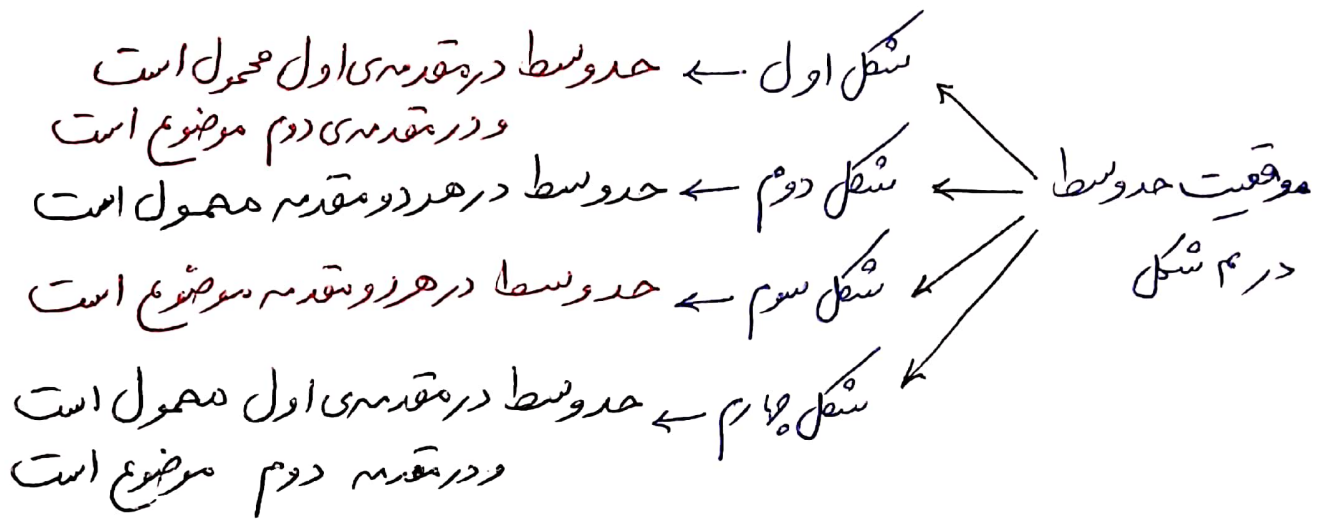 موقعیت حدوسط
در ۴ شکل
شکل اول ← حدوسط در مقدمه‌ی اول محمول است
و در مقدمه‌ی دوم موضوع است
شکل دوم ← حدوسط در هر دو مقدمه محمول است
شکل سوم ← حدوسط در هر دو مقدمه موضوع است
شکل چهارم ← حدوسط در مقدمه‌ی اول محمول است
و در مقدمه دوم موضوع است